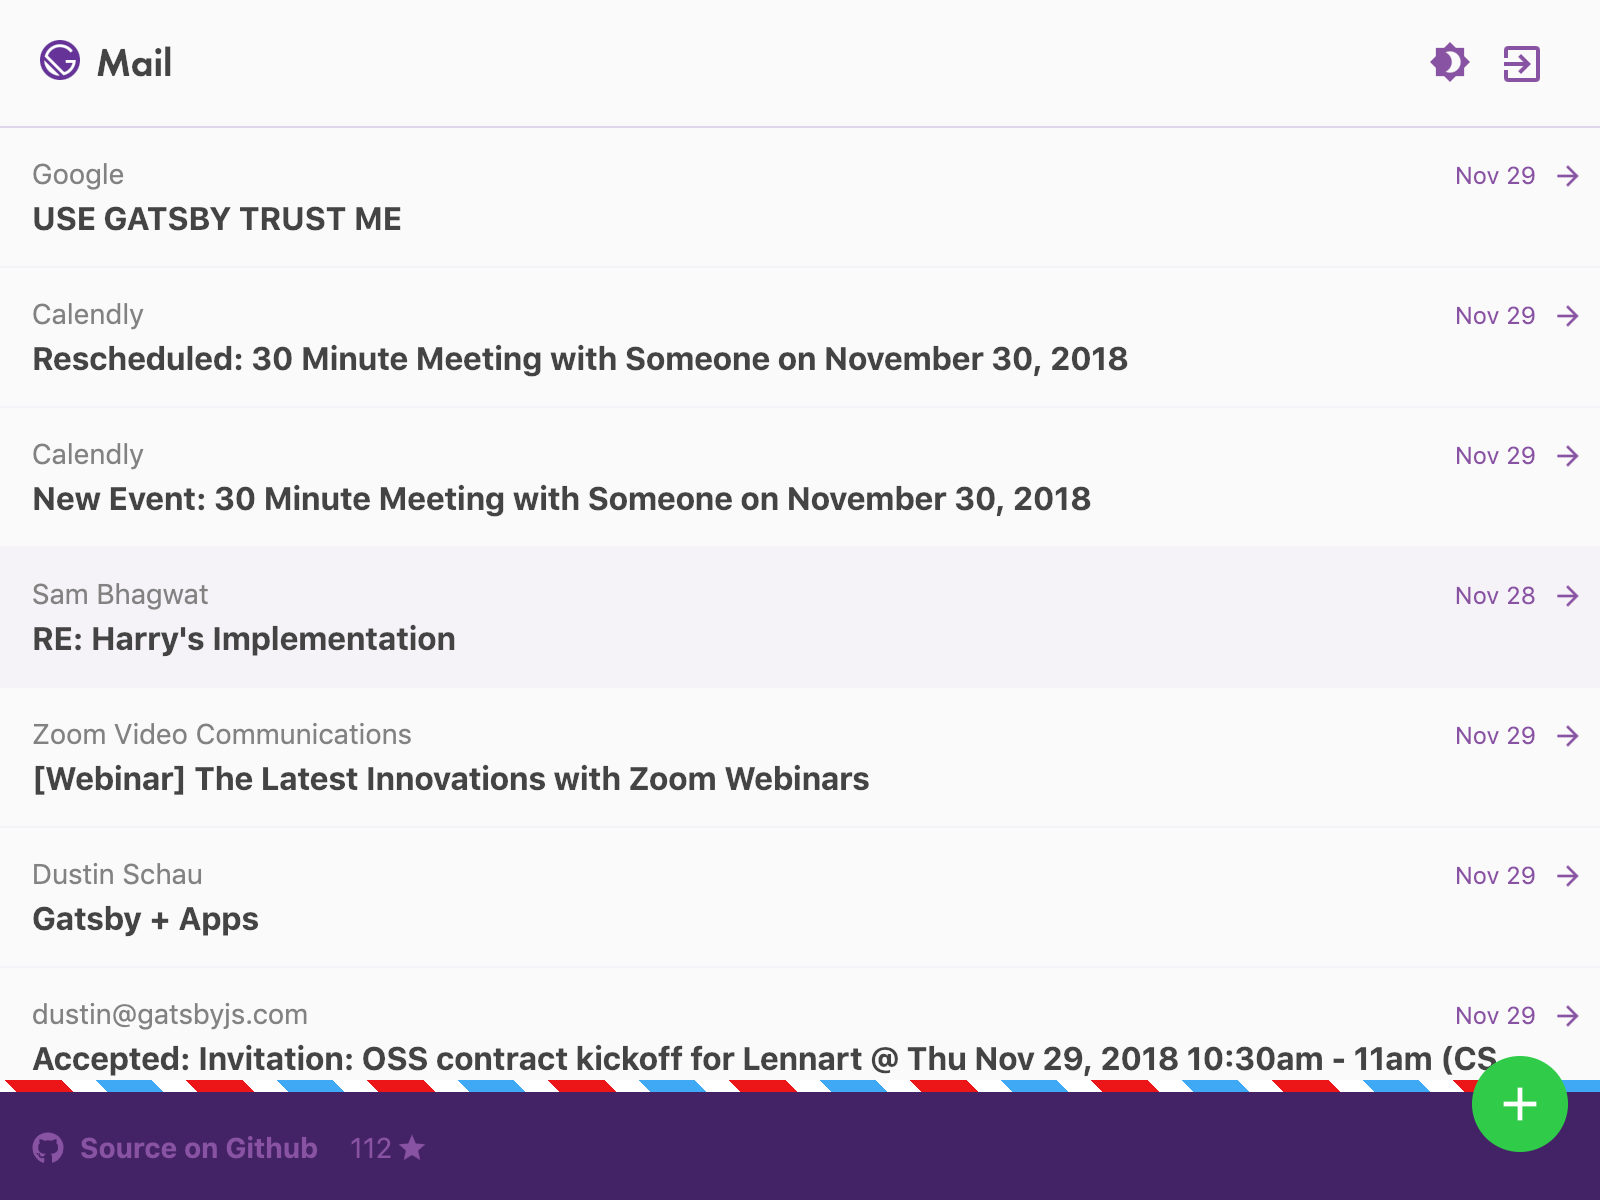 Mail
Google
Nov 29
USE GATSBY TRUST ME
Calendly
Nov 29
Rescheduled: 30 Minute Meeting with Someone on November 30, 2018
Calendly
Nov 29
New Event: 30 Minute Meeting with Someone on November 30, 2018
Sam Bhagwat
Nov 28
RE: Harry's Implementation
Zoom Video Communications
Nov 29
[Webinar] The Latest Innovations with Zoom Webinars
Dustin Schau
Nov 29
Gatsby + Apps
dustin@gatsbyjs.com
Nov 29
Accepted: Invitation: OSS contract kickoff for Lennart @ Thu Nov 29, 2018 10:30am - 11am (CS
Source on Github 112